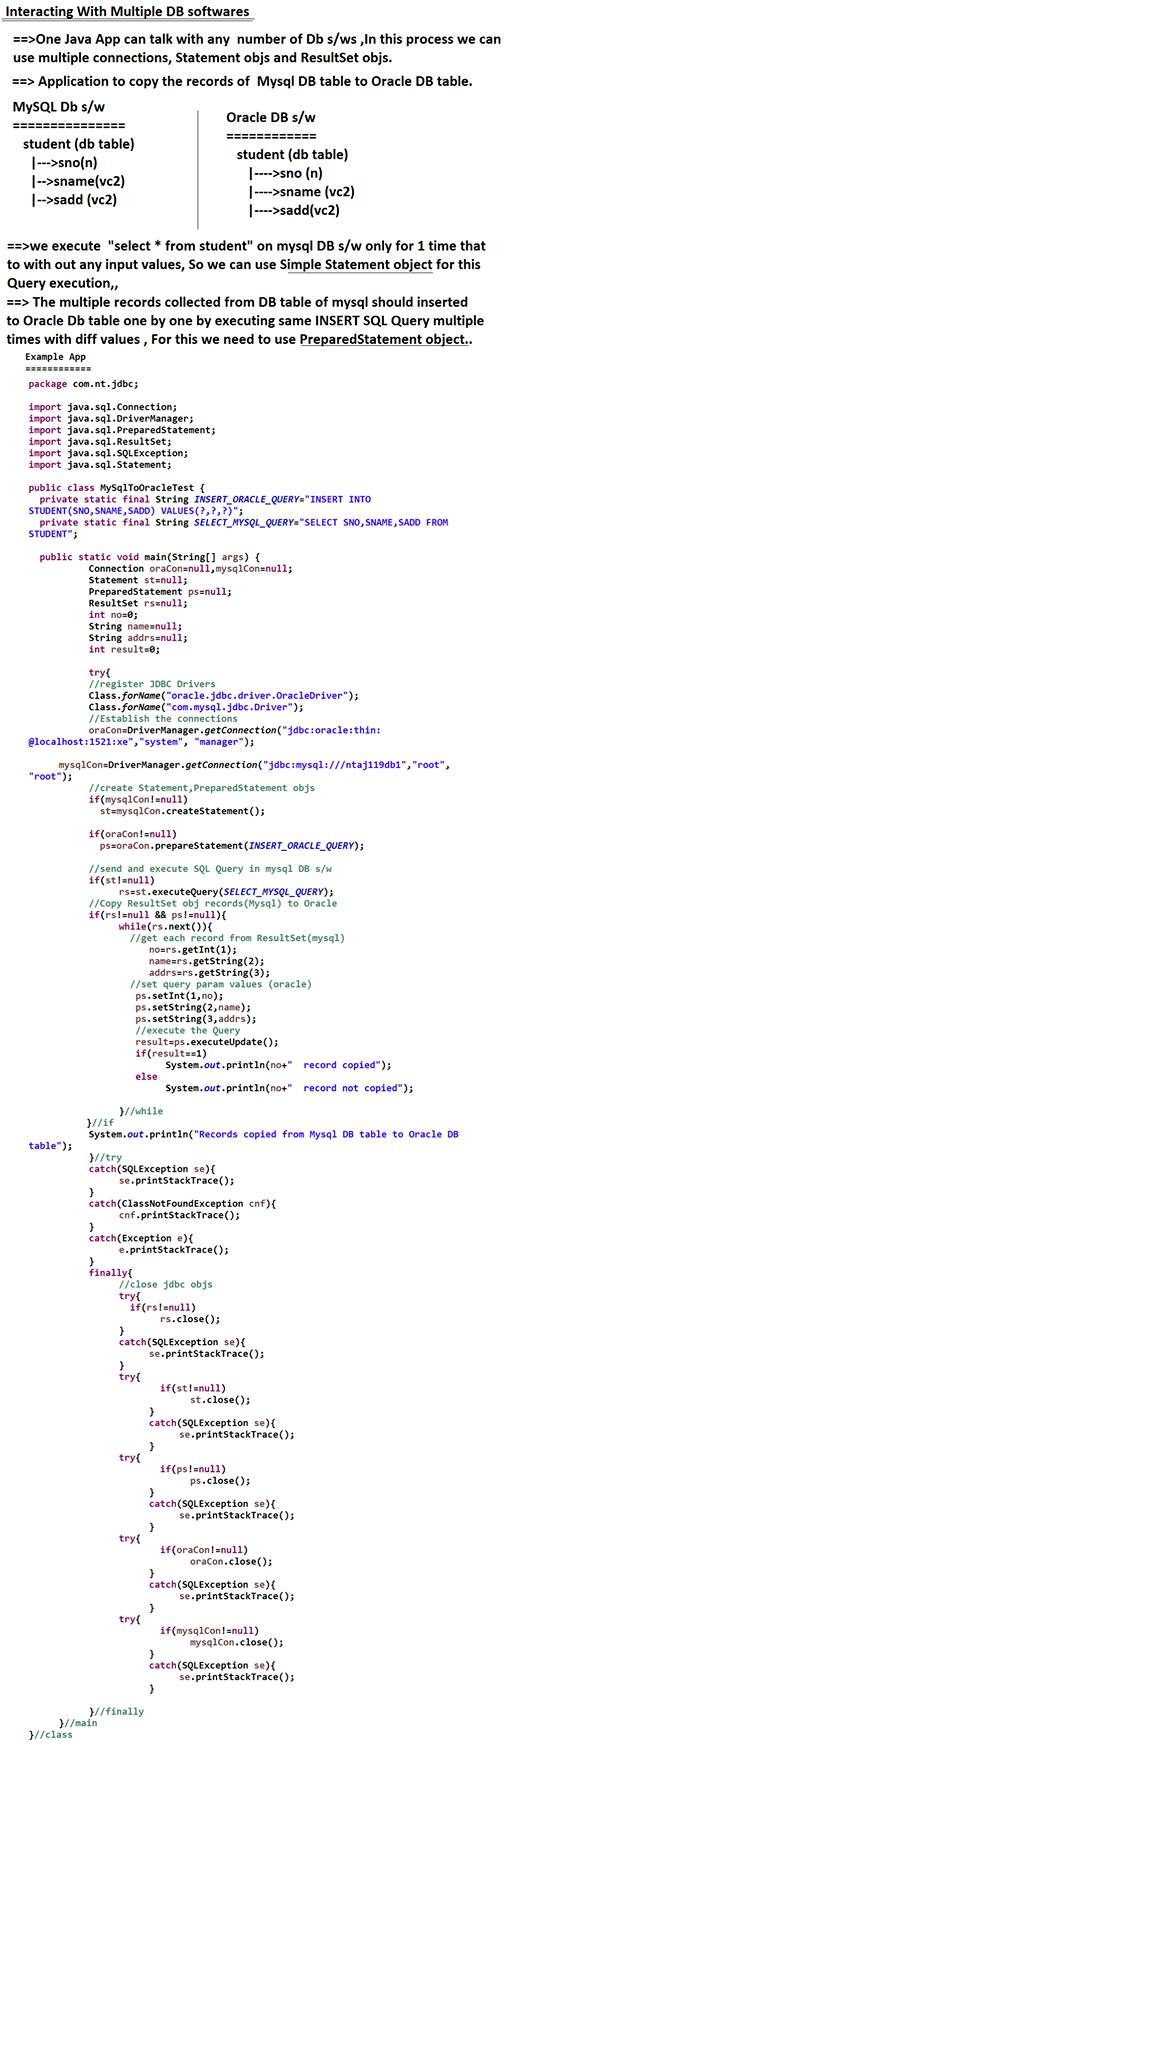 Interacting With Multiple DB softwares
==>One Java App can talk with any  number of Db s/ws ,In this process we can
use multiple connections, Statement objs and ResultSet objs.
==> Application to copy the records of  Mysql DB table to Oracle DB table.
MySQL Db s/w
===============
student (db table)
|--->sno(n)
|-->sname(vc2)
|-->sadd (vc2)
Oracle DB s/w
============
student (db table)
|---->sno (n)
|---->sname (vc2)
|---->sadd(vc2)
==>we execute  "select * from student" on mysql DB s/w only for 1 time that
to with out any input values, So we can use Simple Statement object for this
Query execution,,
==> The multiple records collected from DB table of mysql should inserted
to Oracle Db table one by one by executing same INSERT SQL Query multiple
times with diff values , For this we need to use PreparedStatement object..
Example App
============
package com.nt.jdbc;
import java.sql.Connection;
import java.sql.DriverManager;
import java.sql.PreparedStatement;
import java.sql.ResultSet;
import java.sql.SQLException;
import java.sql.Statement;
public class MySqlToOracleTest {
private static final String INSERT_ORACLE_QUERY="INSERT INTO
STUDENT(SNO,SNAME,SADD) VALUES(?,?,?)";
private static final String SELECT_MYSQL_QUERY="SELECT SNO,SNAME,SADD FROM
STUDENT";
public static void main(String[] args) {
Connection oraCon=null,mysqlCon=null;
Statement st=null;
PreparedStatement ps=null;
ResultSet rs=null;
int no=0;
String name=null;
String addrs=null;
int result=0;
try{
//register JDBC Drivers
Class.forName("oracle.jdbc.driver.OracleDriver");
Class.forName("com.mysql.jdbc.Driver");
//Establish the connections
oraCon=DriverManager.getConnection("jdbc:oracle:thin:
@localhost:1521:xe","system", "manager");
mysqlCon=DriverManager.getConnection("jdbc:mysql:///ntaj119db1","root",
"root");
//create Statement,PreparedStatement objs
if(mysqlCon!=null)
st=mysqlCon.createStatement();
if(oraCon!=null)
ps=oraCon.prepareStatement(INSERT_ORACLE_QUERY);
//send and execute SQL Query in mysql DB s/w
if(st!=null)
rs=st.executeQuery(SELECT_MYSQL_QUERY);
//Copy ResultSet obj records(Mysql) to Oracle
if(rs!=null && ps!=null){
while(rs.next()){
//get each record from ResultSet(mysql)
no=rs.getInt(1);
name=rs.getString(2);
addrs=rs.getString(3);
//set query param values (oracle)
ps.setInt(1,no);
ps.setString(2,name);
ps.setString(3,addrs);
//execute the Query
result=ps.executeUpdate();
if(result==1)
System.out.println(no+"  record copied");
else
System.out.println(no+"  record not copied");
}//while
}//if
System.out.println("Records copied from Mysql DB table to Oracle DB
table");
}//try
catch(SQLException se){
se.printStackTrace();
}
catch(ClassNotFoundException cnf){
cnf.printStackTrace();
}
catch(Exception e){
e.printStackTrace();
}
finally{
//close jdbc objs
try{
if(rs!=null)
rs.close();
}
catch(SQLException se){
se.printStackTrace();
}
try{
if(st!=null)
st.close();
}
catch(SQLException se){
se.printStackTrace();
}
try{
if(ps!=null)
ps.close();
}
catch(SQLException se){
se.printStackTrace();
}
try{
if(oraCon!=null)
oraCon.close();
}
catch(SQLException se){
se.printStackTrace();
}
try{
if(mysqlCon!=null)
mysqlCon.close();
}
catch(SQLException se){
se.printStackTrace();
}
}//finally
}//main
}//class